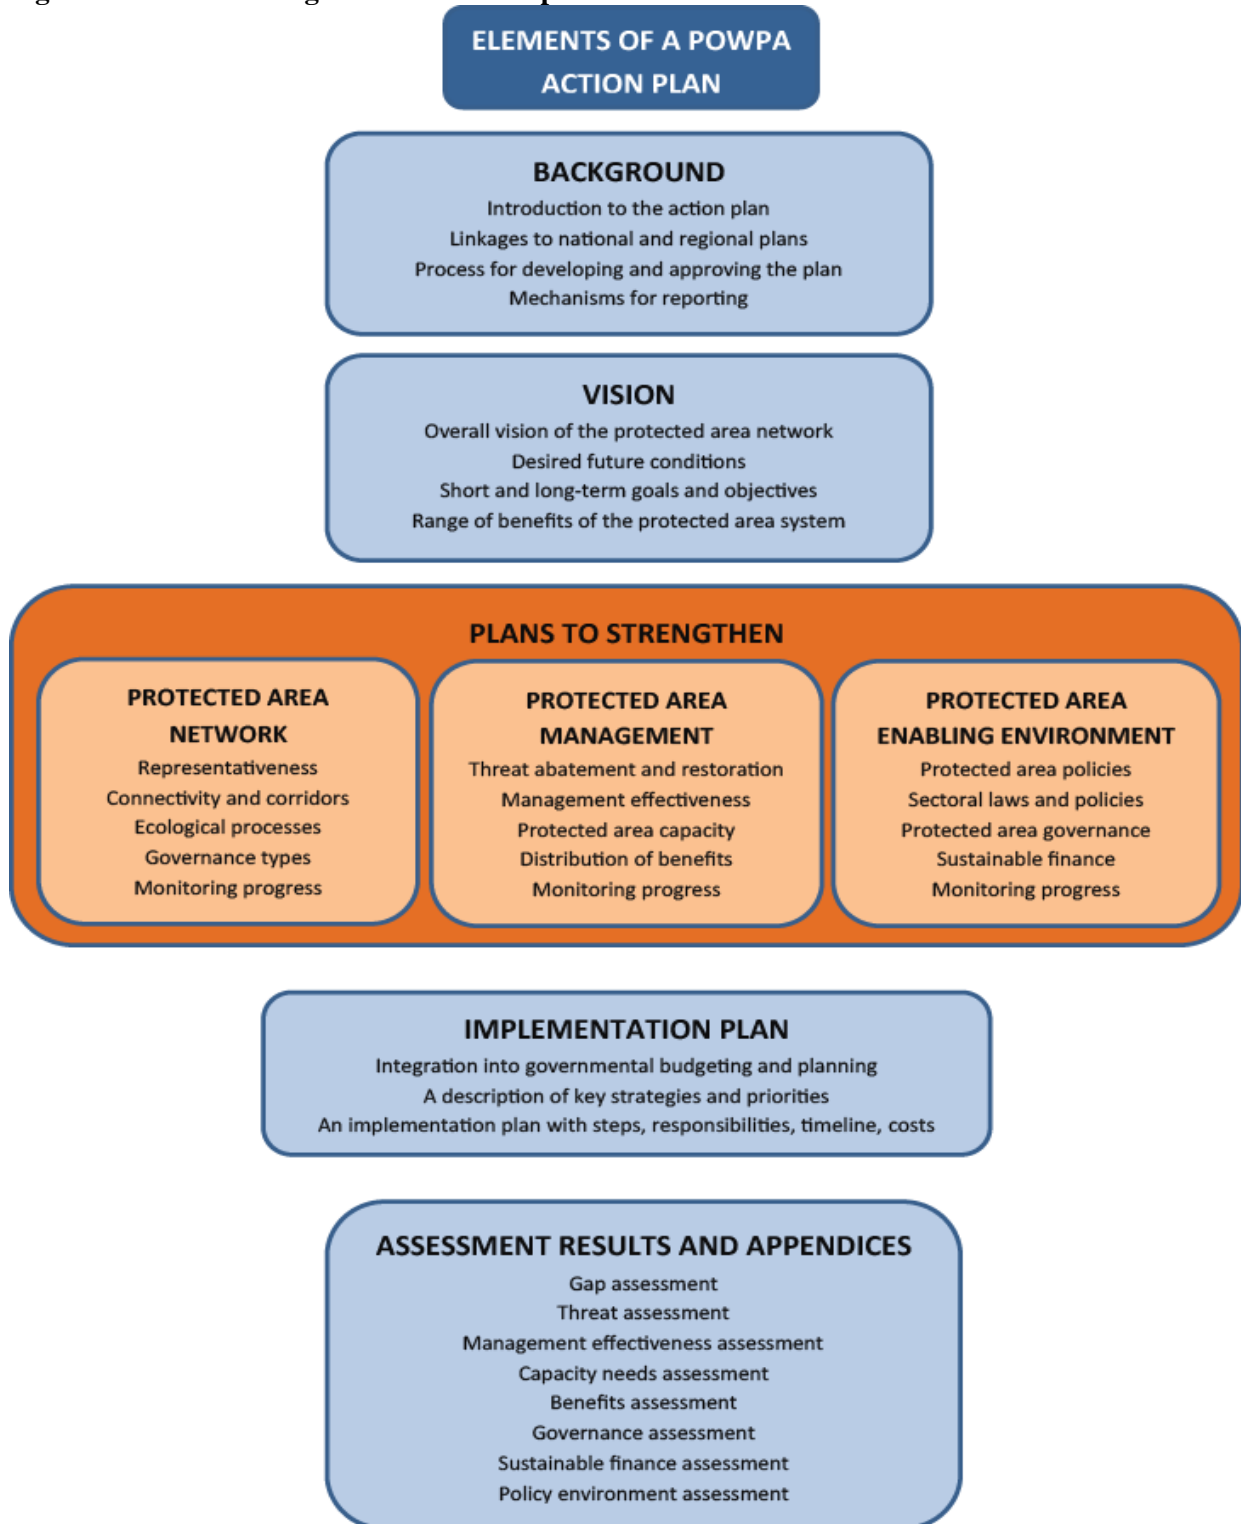 ELEMENTS OF A POWPA
ACTION PLAN
BACKGROUND
Introduction to the action plan
Linkages to national and regional plans
Process for developing and approving the plan
Mechanisms for reporting
VISION
Overall vision of the protected area network
Desired future conditions
Short and long-term goals and objectives
Range of benefits of the protected area system
PLANS TO STRENGTHEN
PROTECTED AREA
NETWORK
Representativeness
Connectivity and corridors
Ecological processes
Governance types
Monitoring progress
PROTECTED AREA
MANAGEMENT
Threat abatement and restoration
Management effectiveness
Protected area capacity
Distribution of benefits
Monitoring progress
PROTECTED AREA
ENABLING ENVIRONMENT
Protected area policies
Sectoral laws and policies
Protected area governance
Sustainable finance
Monitoring progress
IMPLEMENTATION PLAN
Integration into governmental budgeting and planning
A description of key strategies and priorities
An implementation plan with steps, responsibilities, timeline, costs
ASSESSMENT RESULTS AND APPENDICES
Gap assessment
Threat assessment
Management effectiveness assessment
Capacity needs assessment
Benefits assessment
Governance assessment
Sustainable finance assessment
Policy environment assessment